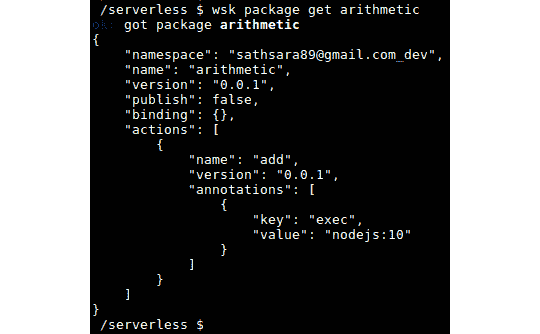 /serverless $ wsk package get arithmetic
ok: got package arithmetic
{
    "namespace": "sathsara89@gmail.com_dev",
    "name": "arithmetic",
    "version": "0.0.1",
    "publish": false,
    "binding": {},
    "actions": [
        {
            "name": "add",
            "version": "0.0.1",
            "annotations": [
                {
                    "key": "exec",
                    "value": "nodejs:10"
                }
            ]
        }
    ]
}
/serverless $